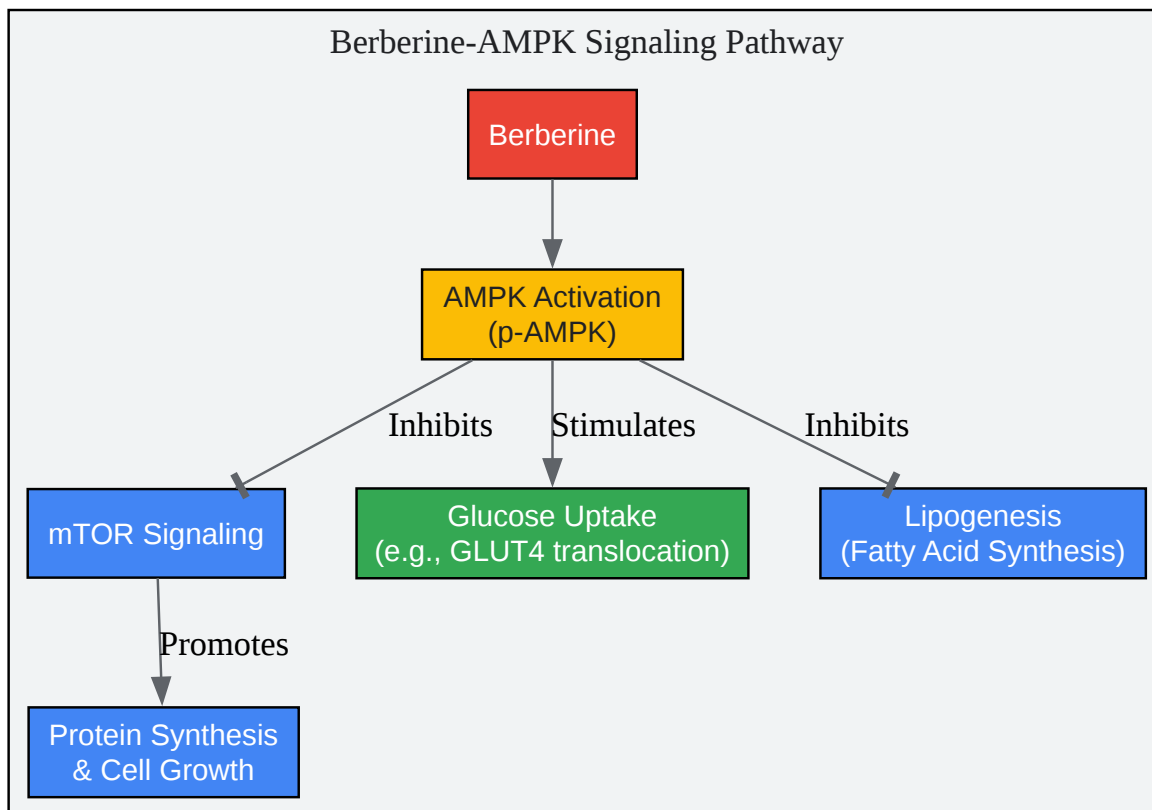 Berberine-AMPK Signaling Pathway
Berberine
AMPK Activation
(p-AMPK)
Inhibits
Stimulates
Inhibits
mTOR Signaling
Glucose Uptake
(e.g., GLUT4 translocation)
Lipogenesis
(Fatty Acid Synthesis)
Promotes
Protein Synthesis
& Cell Growth